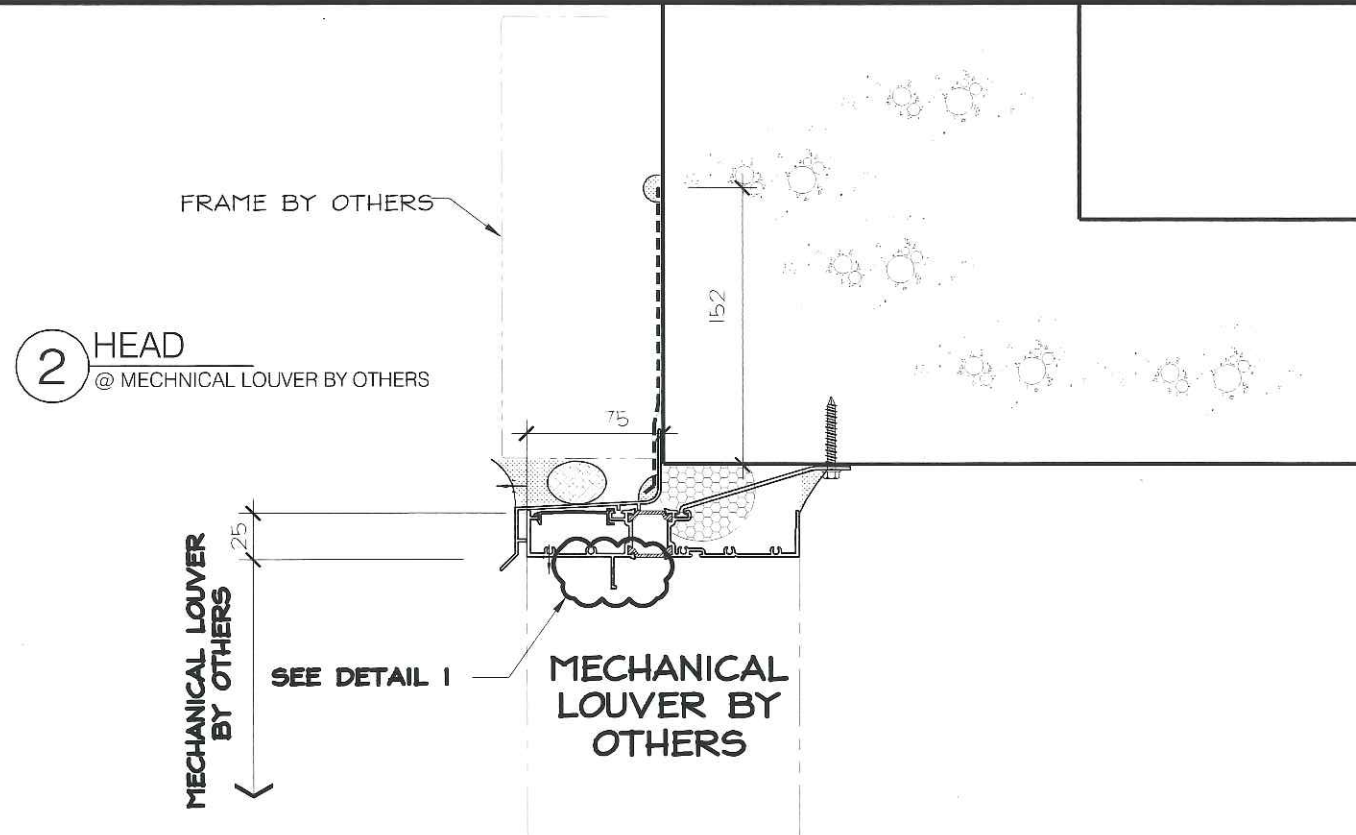 FRAME BY OTHERS
152
2
HEAD
@ MECHNICAL LOUVER BY OTHERS
75
25
MECHANICAL LOUVER
BY OTHERS
SEE DETAIL 1
MECHANICAL
LOUVER BY
OTHERS